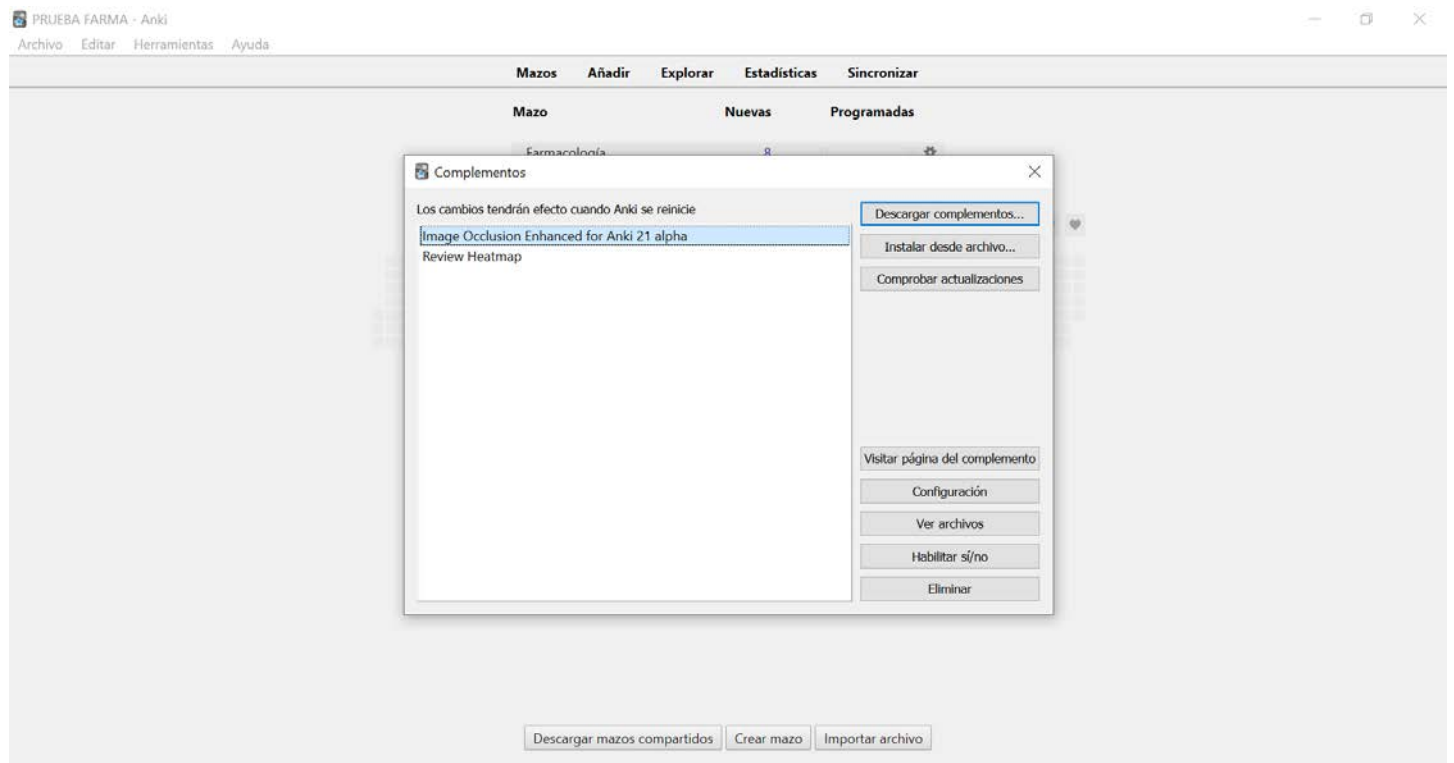 PRUEBA FARMA - Anki
Archivo Editar Herramientas Ayuda
Mazos Añadir Explorar Estadísticas Sincronizar
Mazo Nuevas Programadas
Farmacología 8
Complementos
Los cambios tendrán efecto cuando Anki se reinicie
Image Occlusion Enhanced for Anki 21 alpha
Review Heatmap
Descargar complementos...
Instalar desde archivo...
Comprobar actualizaciones
Visitar página del complemento
Configuración
Ver archivos
Habilitar sí/no
Eliminar
Descargar mazos compartidos Crear mazo Importar archivo